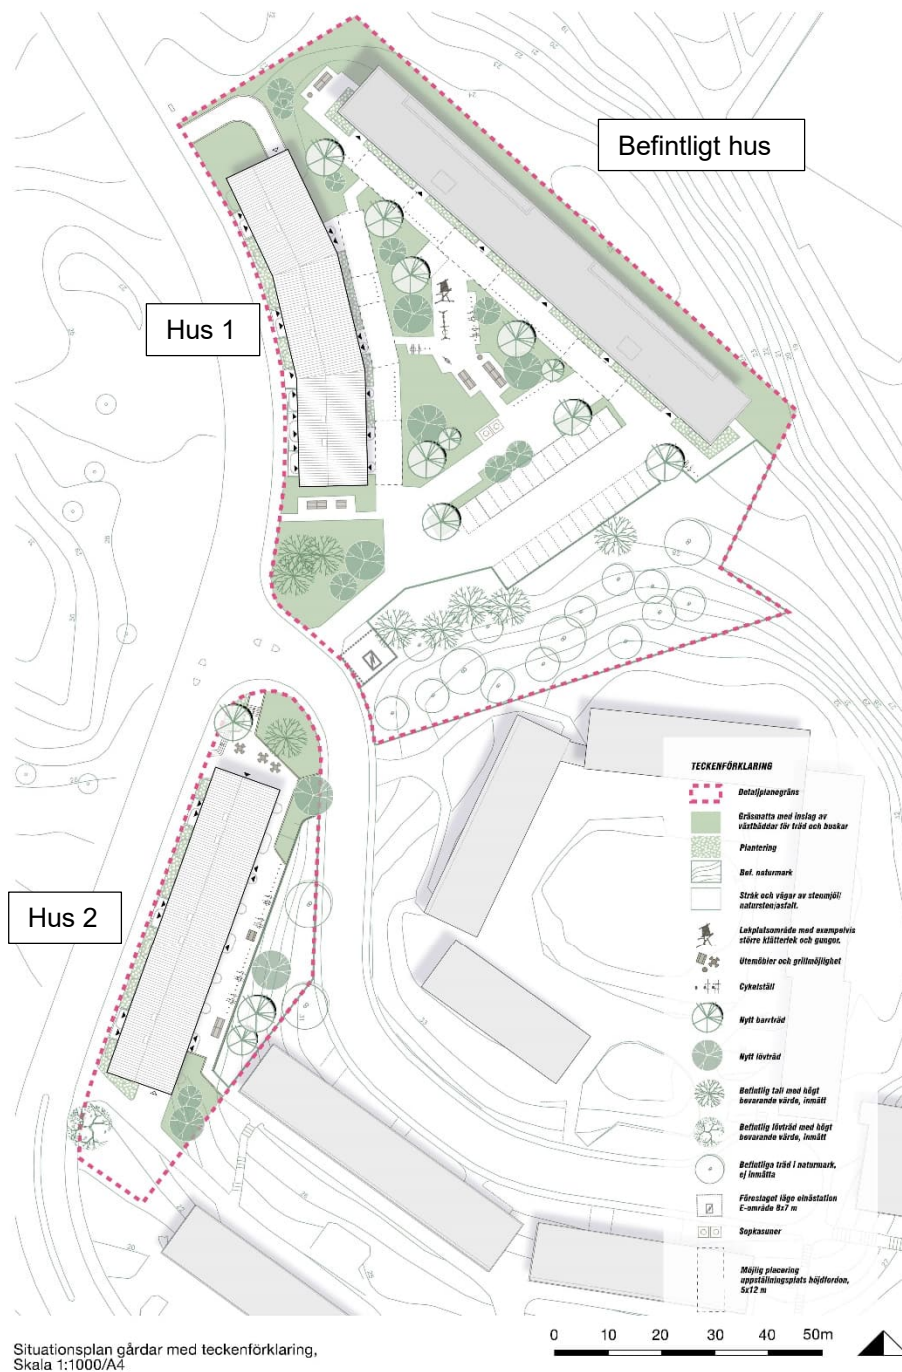 Befintligt hus
Hus 1
Hus 2
TECKENFÖRKLARING
Detaljplanegräns
Gräsmatta med inslag av
växtbäddar för träd och buskar
Plantering
Bef. naturmark
Stråk och vägar av stenmjöl/
natursten/asfalt.
Lekplatsområde med exempelvis
större klätterlek och gungor.
Utemöbler och grillmöjlighet
Cykelställ
Nytt barrträd
Nytt lövträd
Befintlig tall med högt
bevarande värde, inmätt
Befintlig lövträd med högt
bevarande värde, inmätt
Befintliga träd i naturmark,
ej inmätta
Föreslaget läge elnätstation
E-område 8x7 m
Sopkasuner
Möjlig placering
uppställningsplats höjdfordon,
5x12 m
0 10 20 30 40 50m
Situationsplan gårdar med teckenförklaring,
Skala 1:1000/A4